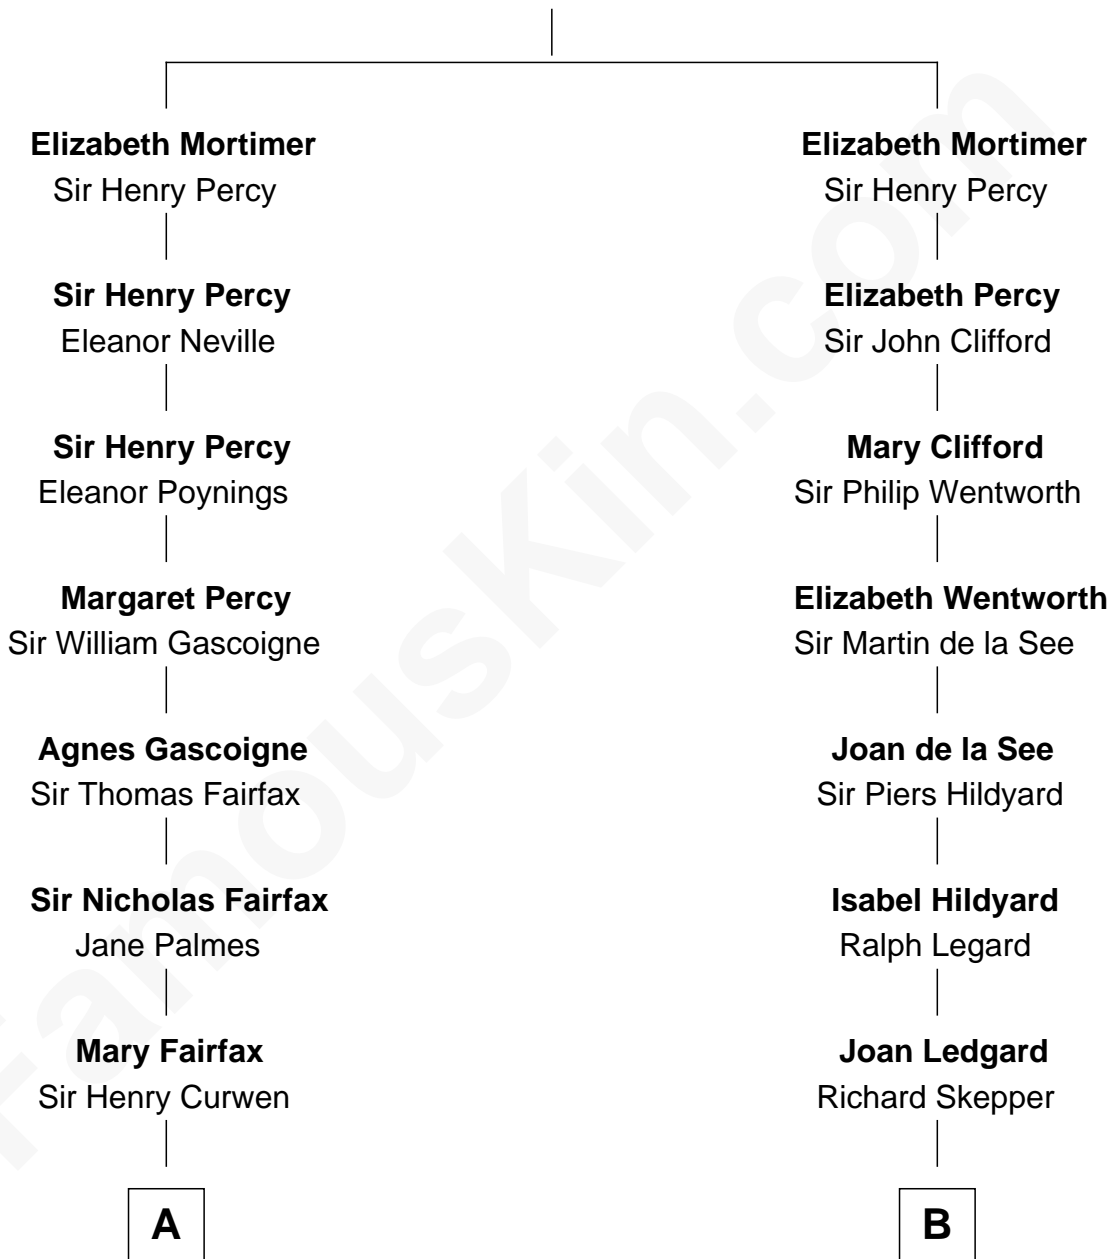 Elizabeth Mortimer
Sir Henry Percy
Sir Henry Percy
Eleanor Neville
Sir Henry Percy
Eleanor Poynings
Margaret Percy
Sir William Gascoigne
Agnes Gascoigne
Sir Thomas Fairfax
Sir Nicholas Fairfax
Jane Palmes
Mary Fairfax
Sir Henry Curwen
A
Elizabeth Mortimer
Sir Henry Percy
Elizabeth Percy
Sir John Clifford
Mary Clifford
Sir Philip Wentworth
Elizabeth Wentworth
Sir Martin de la See
Joan de la See
Sir Piers Hildyard
Isabel Hildyard
Ralph Legard
Joan Ledgard
Richard Skepper
B
FamousKin.com